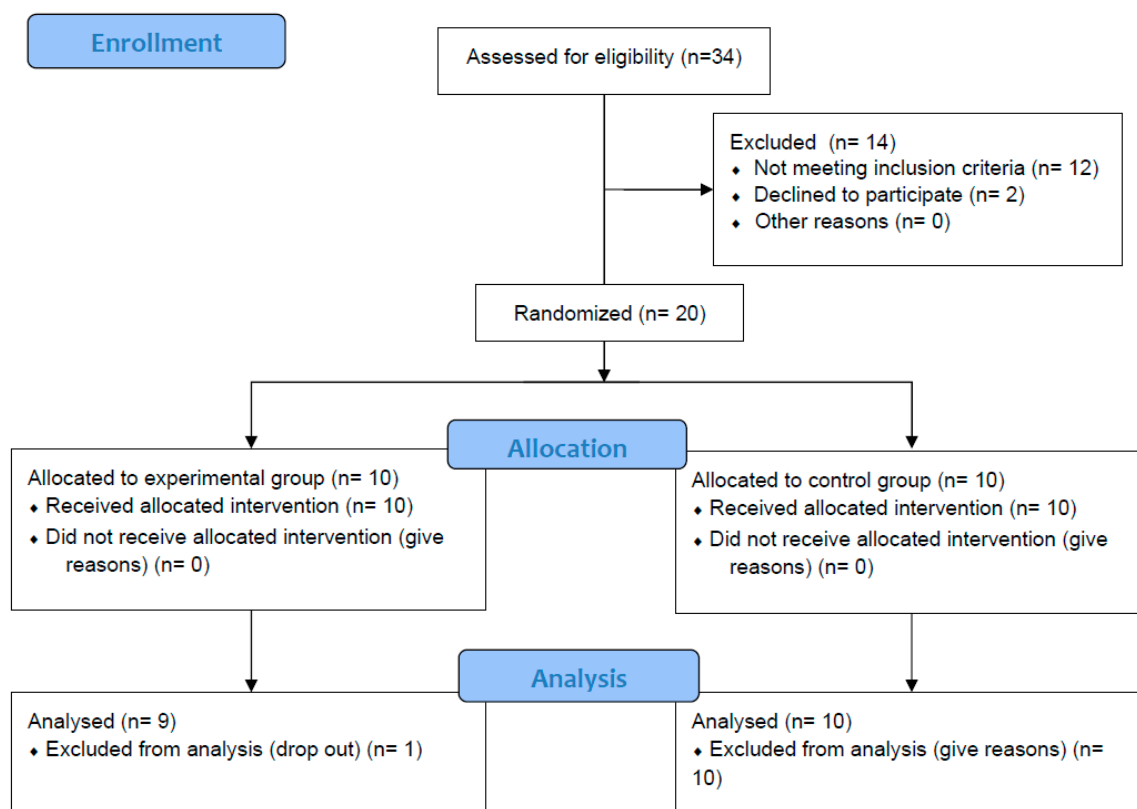 Enrollment
Assessed for eligibility (n=34)
Excluded (n= 14)
⬧ Not meeting inclusion criteria (n= 12)
⬧ Declined to participate (n= 2)
⬧ Other reasons (n= 0)
Randomized (n= 20)
Allocation
Allocated to experimental group (n= 10)
⬧ Received allocated intervention (n= 10)
⬧ Did not receive allocated intervention (give
reasons) (n= 0)
Allocated to control group (n= 10)
⬧ Received allocated intervention (n= 10)
⬧ Did not receive allocated intervention (give
reasons) (n= 0)
Analysis
Analysed (n= 9)
⬧ Excluded from analysis (drop out) (n= 1)
Analysed (n= 10)
⬧ Excluded from analysis (give reasons) (n=
10)